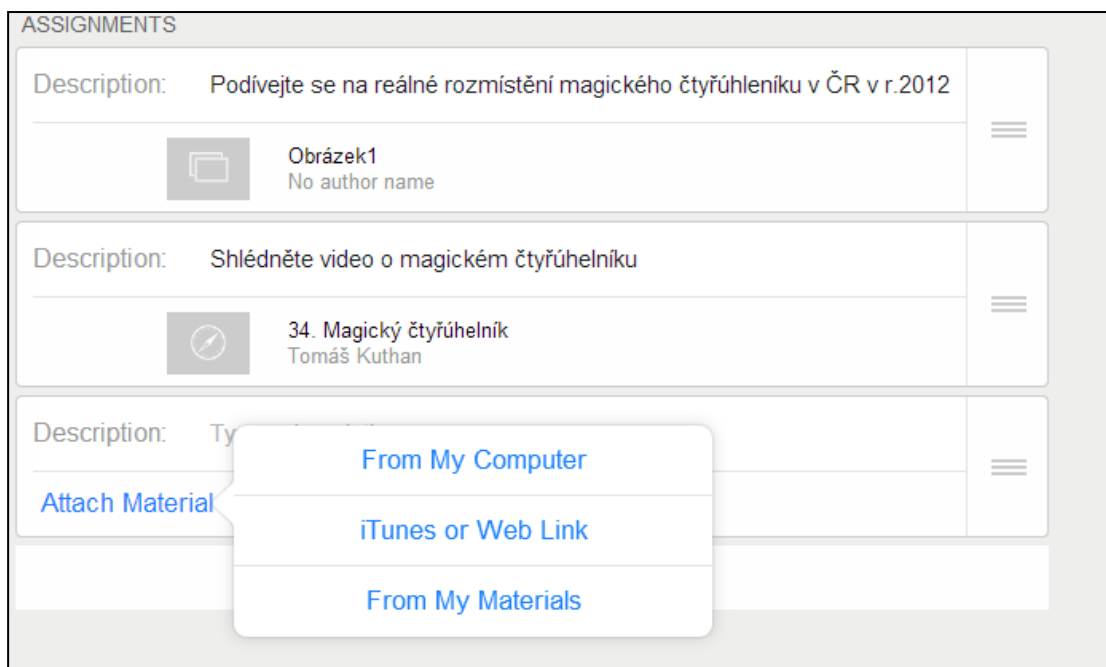 ASSIGNMENTS
Description: Podívejte se na reálné rozmístění magického čtyřúhleníku v ČR v r.2012
Obrázek1
No author name
Description: Shlédněte video o magickém čtyřúhelníku
34. Magický čtyřúhelník
Tomáš Kuthan
Description:
From My Computer
Attach Material
iTunes or Web Link
From My Materials